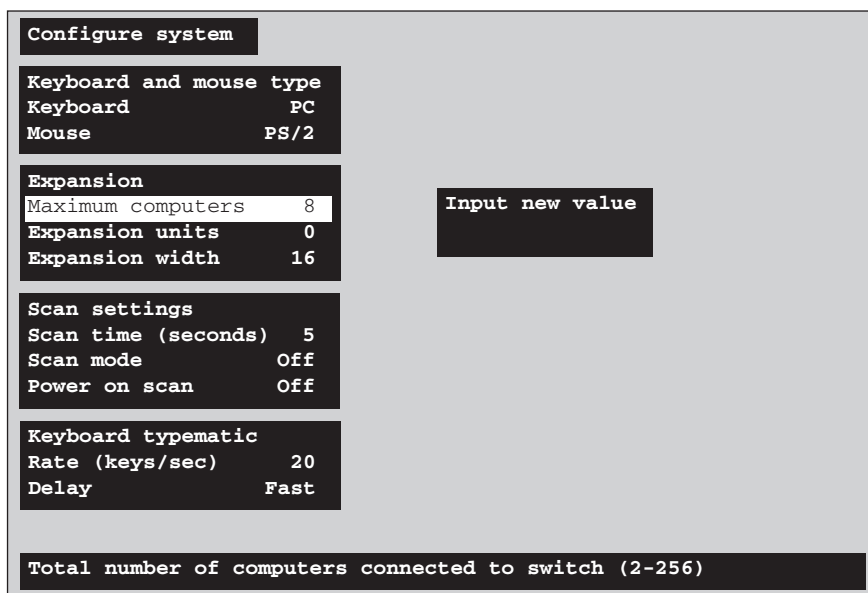 Configure system
Keyboard and mouse type
Keyboard PC
Mouse PS/2
Expansion
Maximum computers 8
Expansion units 0
Expansion width 16
Input new value
Scan settings
Scan time (seconds) 5
Scan mode Off
Power on scan Off
Keyboard typematic
Rate (keys/sec) 20
Delay Fast
Total number of computers connected to switch (2-256)